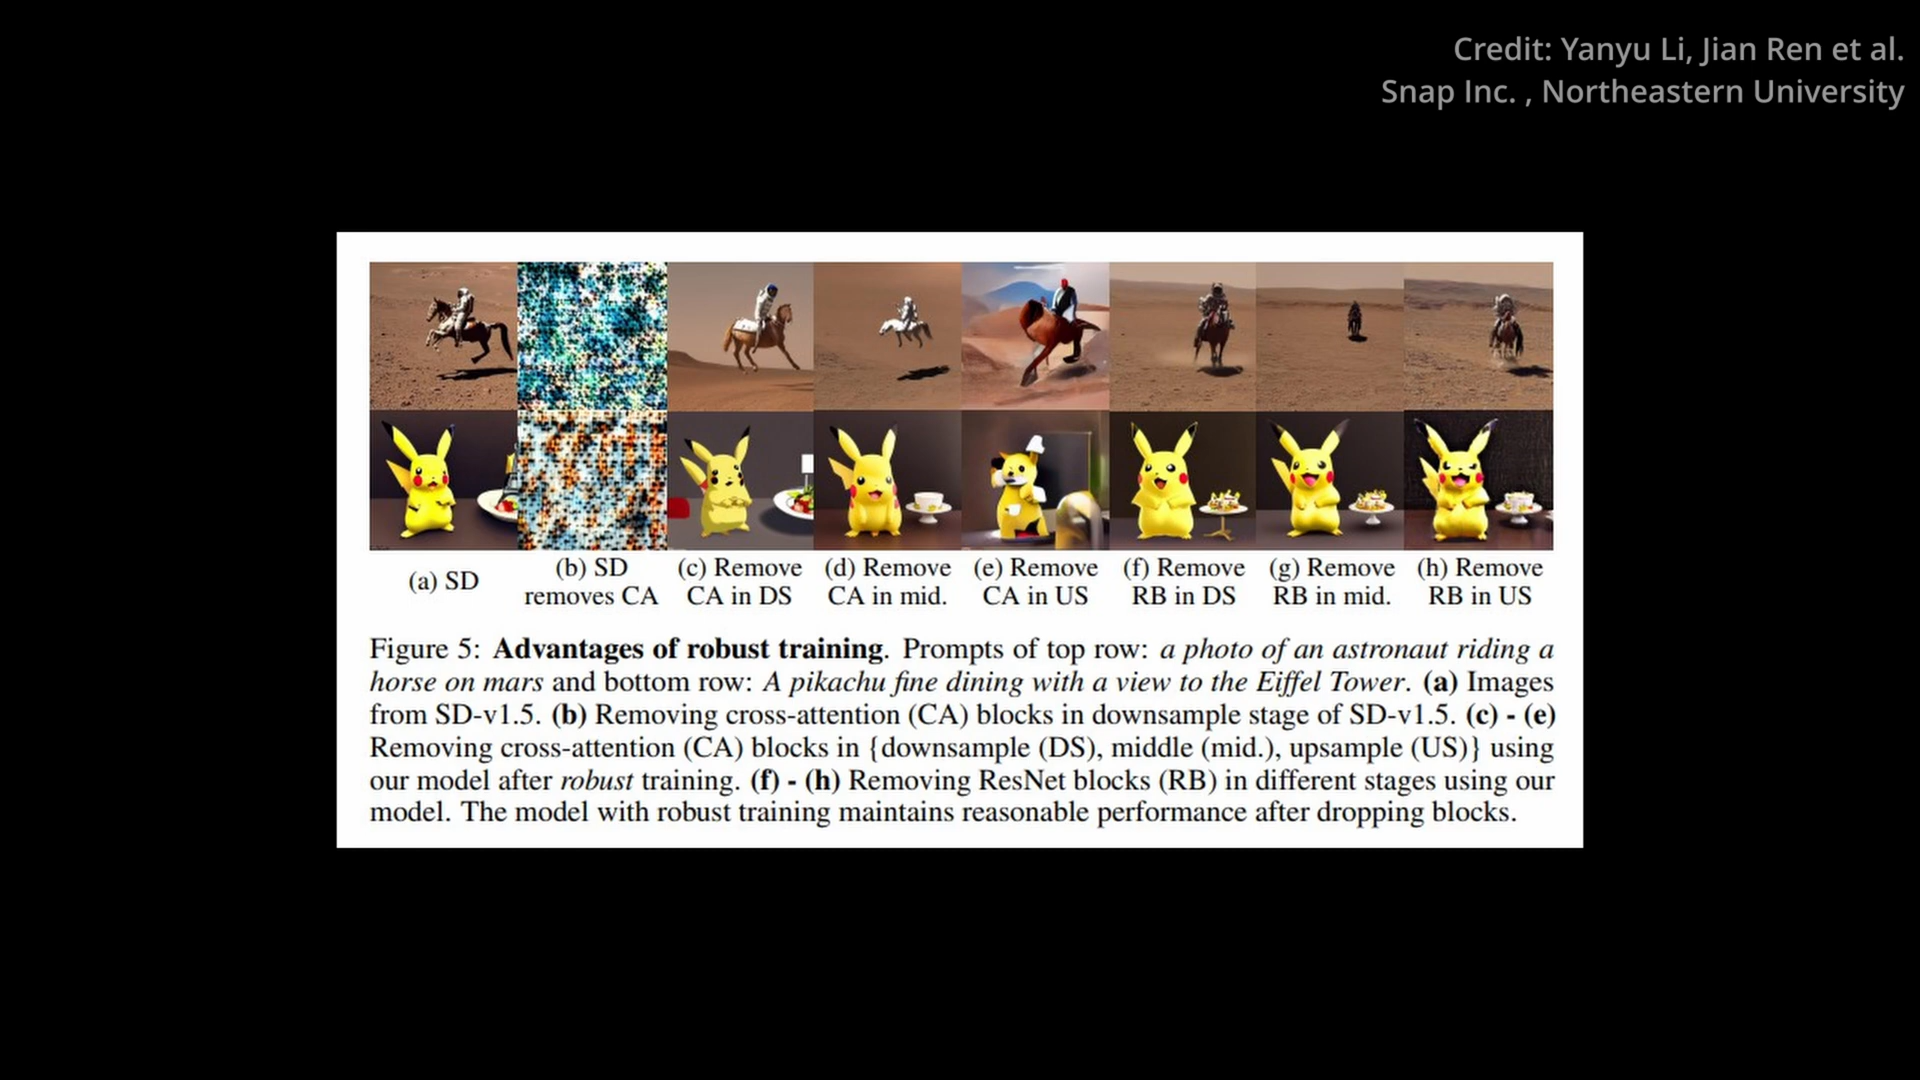 Credit: Yanyu Li, Jian Ren et al.
Snap Inc. , Northeastern University
(a) SD
(b) SD removes CA
(c) Remove CA in DS
(d) Remove CA in mid.
(e) Remove CA in US
(f) Remove RB in DS
(g) Remove RB in mid.
(h) Remove RB in US
Figure 5: Advantages of robust training. Prompts of top row: a photo of an astronaut riding a
horse on mars and bottom row: A pikachu fine dining with a view to the Eiffel Tower. (a) Images
from SD-v1.5. (b) Removing cross-attention (CA) blocks in downsample stage of SD-v1.5. (c) - (e)
Removing cross-attention (CA) blocks in {downsample (DS), middle (mid.), upsample (US)} using
our model after robust training. (f) - (h) Removing ResNet blocks (RB) in different stages using our
model. The model with robust training maintains reasonable performance after dropping blocks.